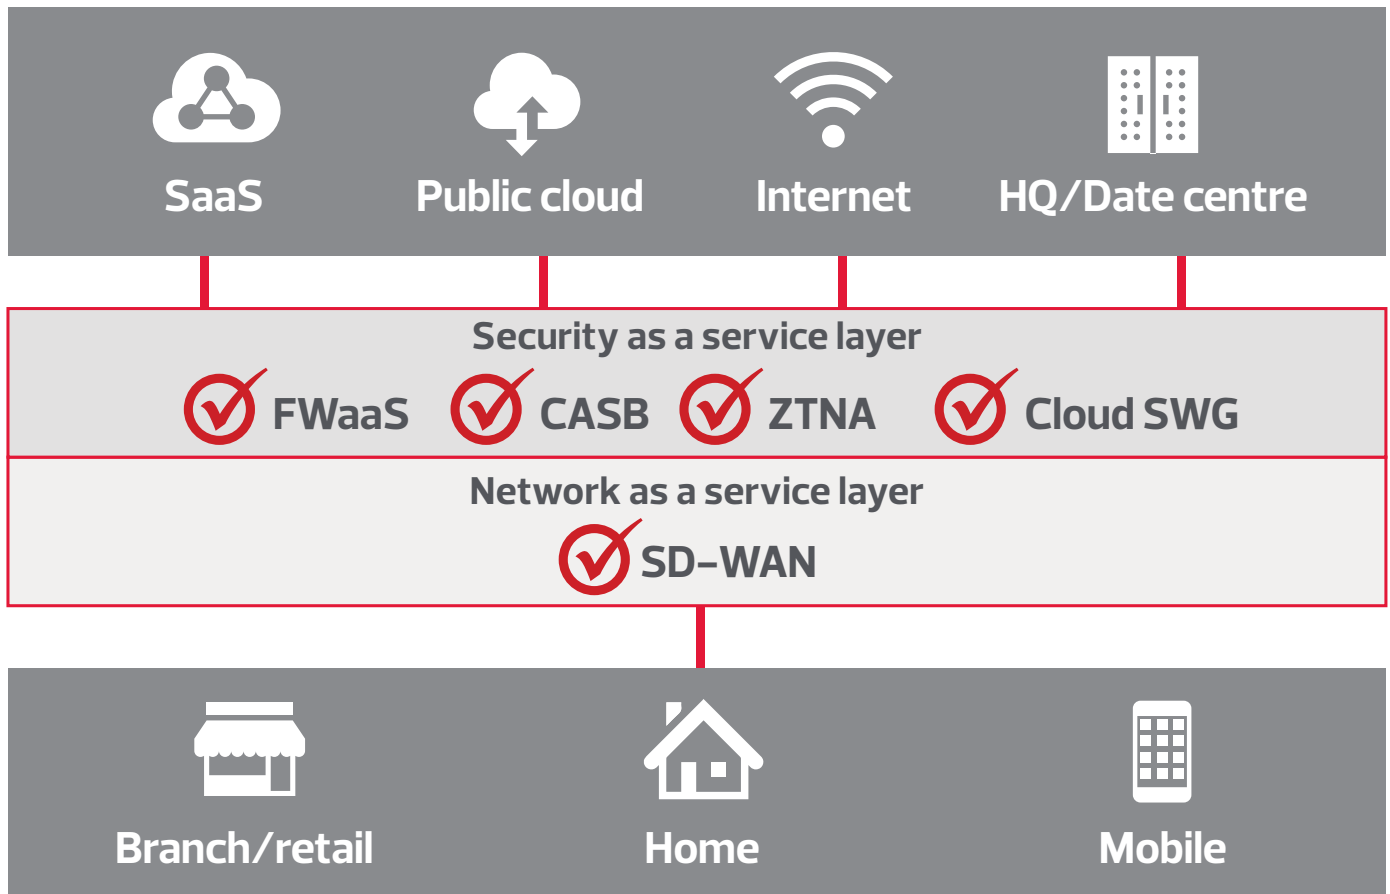 SaaS Public cloud Internet HQ/Date centre
Security as a service layer
FWaaS CASB ZTNA Cloud SWG
Network as a service layer
SD-WAN
Branch/retail Home Mobile